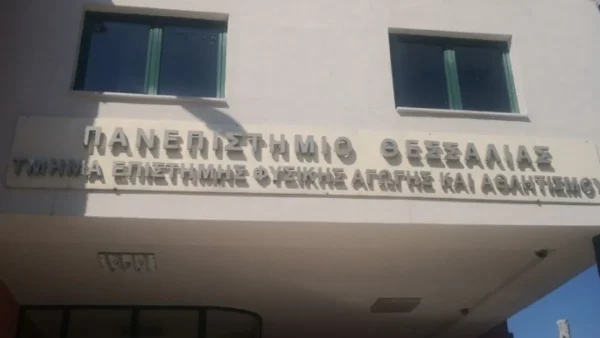 ΠΑΝΕΠΙΣΤΗΜΙΟ ΘΕΣΣΑΛΙΑΣ
ΤΜΗΜΑ ΕΠΙΣΤΗΜΗΣ ΦΥΣΙΚΗΣ ΑΓΩΓΗΣ ΚΑΙ ΑΘΛΗΤΙΣΜΟΥ